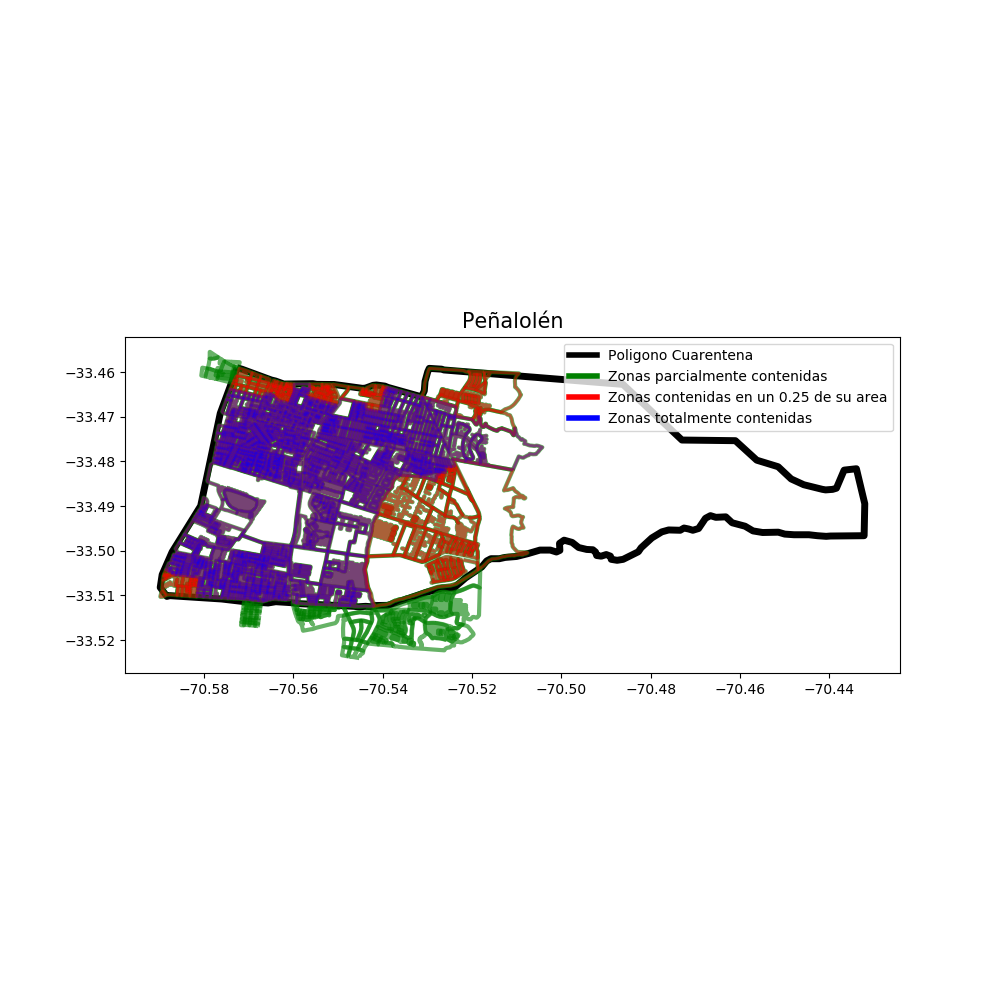 Peñalolén
Poligono Cuarentena
Zonas parcialmente contenidas
Zonas contenidas en un 0.25 de su area
Zonas totalmente contenidas
−33.46
−33.47
−33.48
−33.49
−33.50
−33.51
−33.52
−70.58 −70.56 −70.54 −70.52 −70.50 −70.48 −70.46 −70.44